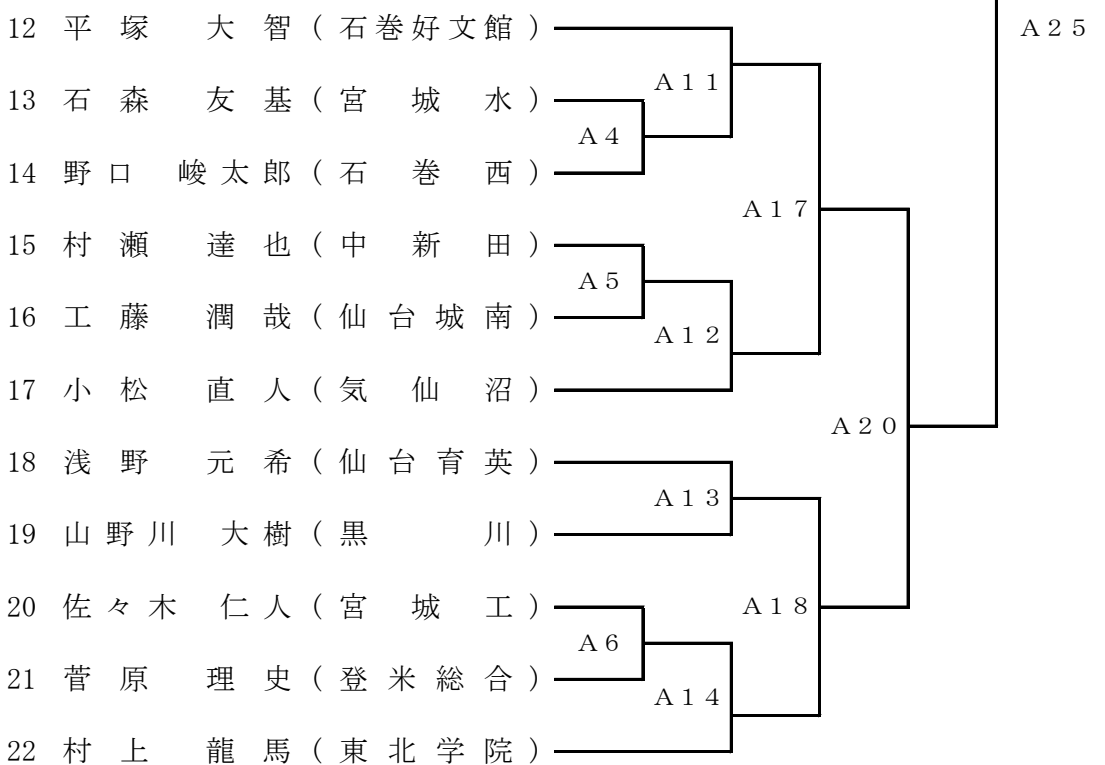 12 平塚 大智（石巻好文館）
A25
A11
13 石森 友基（宮城水）
A4
14 野口 峻太郎（石巻西）
A17
15 村瀬 達也（中新田）
A5
16 工藤 潤哉（仙台城南）
A12
17 小松 直人（気仙沼）
A20
18 浅野 元希（仙台育英）
A13
19 山野川 大樹（黒川）
20 佐々木 仁人（宮城工）
A18
A6
21 菅原 理史（登米総合）
A14
22 村上 龍馬（東北学院）